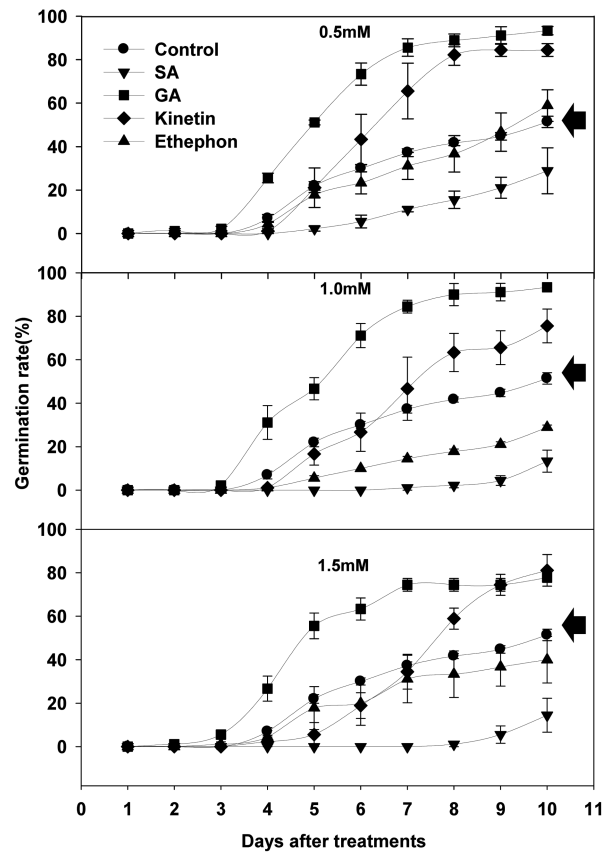 100
0.5mM
Control
80
SA
GA
60
Kinetin
Ethephon
40
20
0
100
1.0mM
80
60
40
20
0
Germination rate(%)
100
1.5mM
80
60
40
20
0
0 1 2 3 4 5 6 7 8 9 10 11
Days after treatments